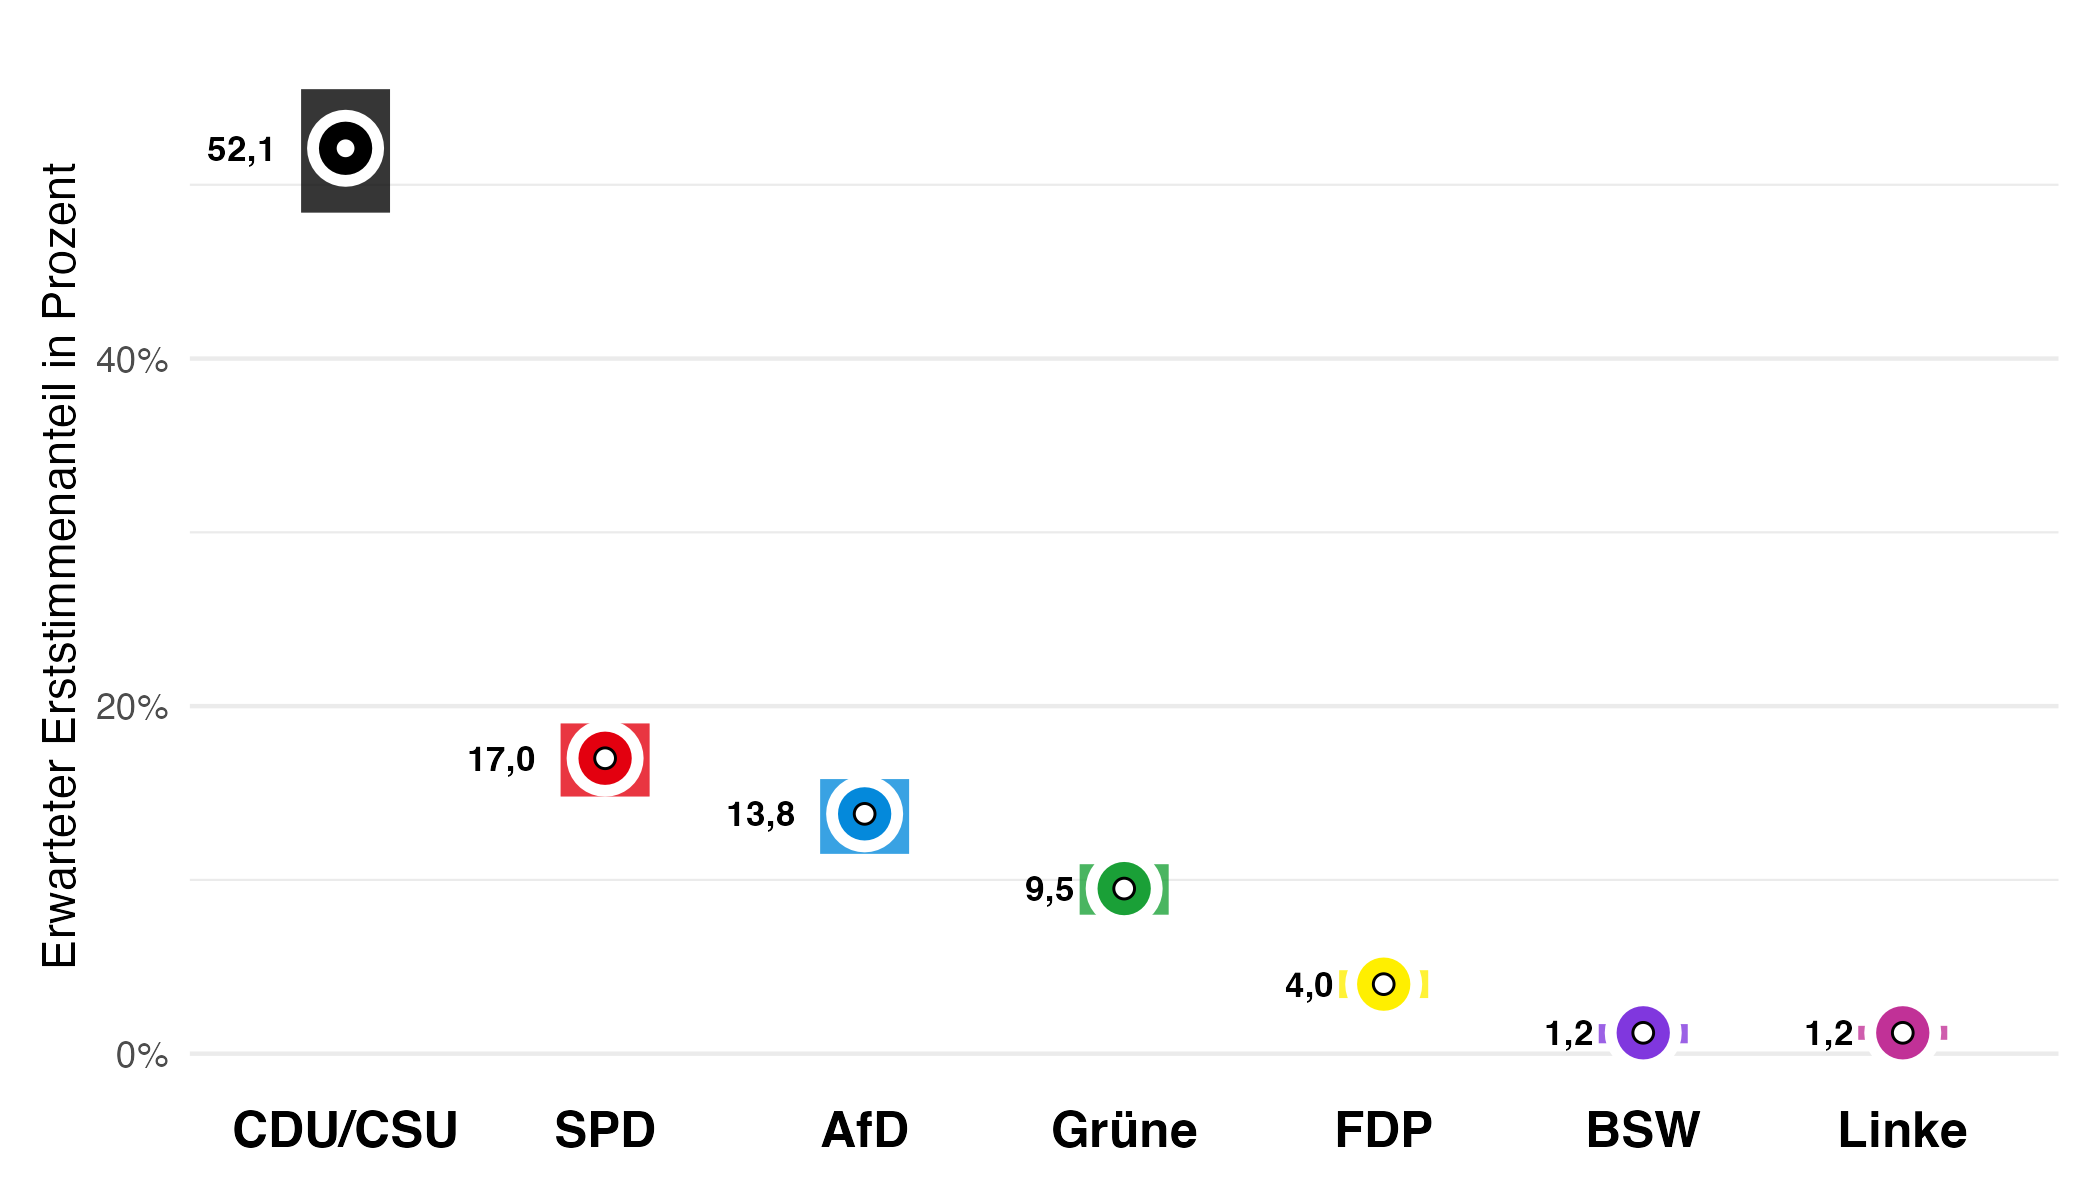 Erwarteter Erststimmenanteil in Prozent
40%
20%
0%
52,1
17,0
13,8
9,5
4,0
1,2
1,2
CDU/CSU
SPD
AfD
Grüne
FDP
BSW
Linke